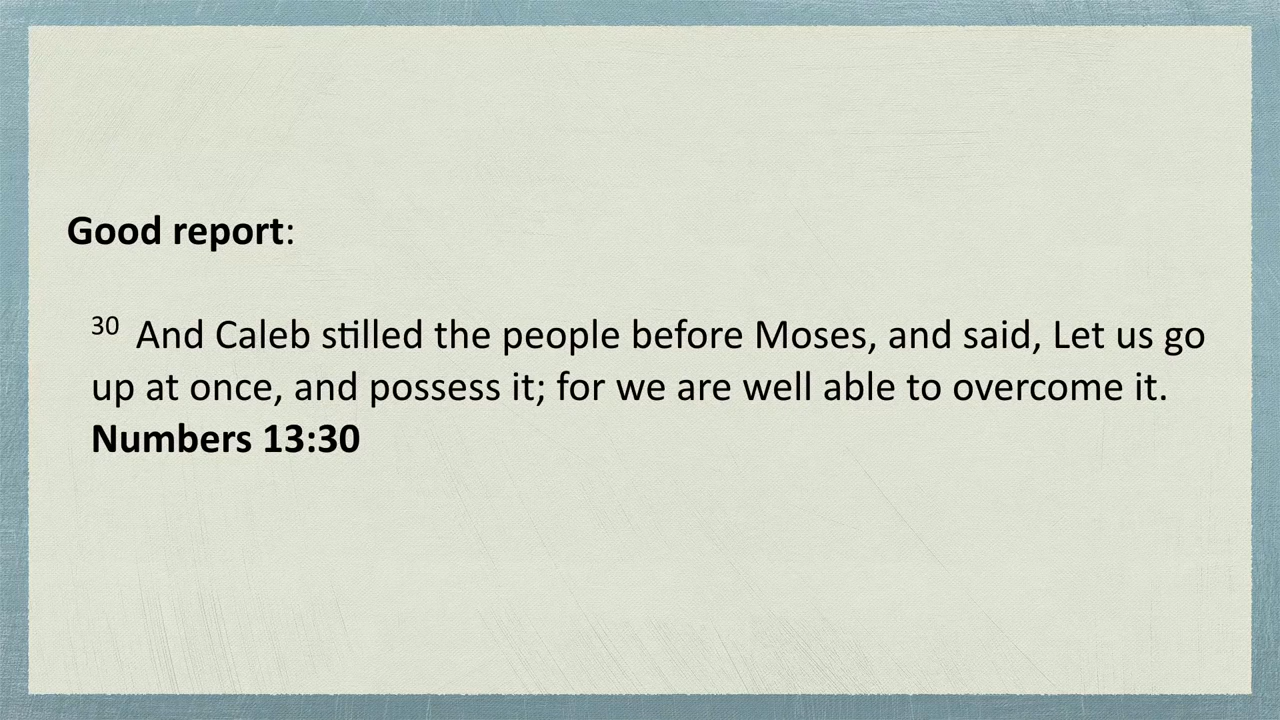 Good report:
30 And Caleb stilled the people before Moses, and said, Let us go
up at once, and possess it; for we are well able to overcome it.
Numbers 13:30